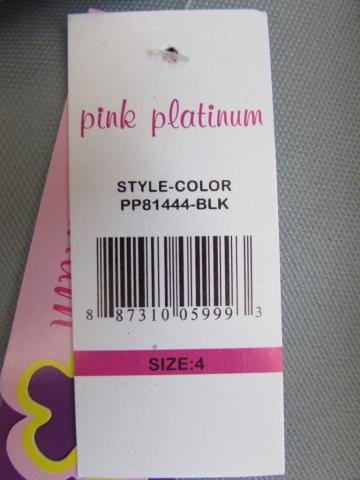 pink platinum
STYLE-COLOR
PP81444-BLK
8 87310 05999 3
SIZE:4